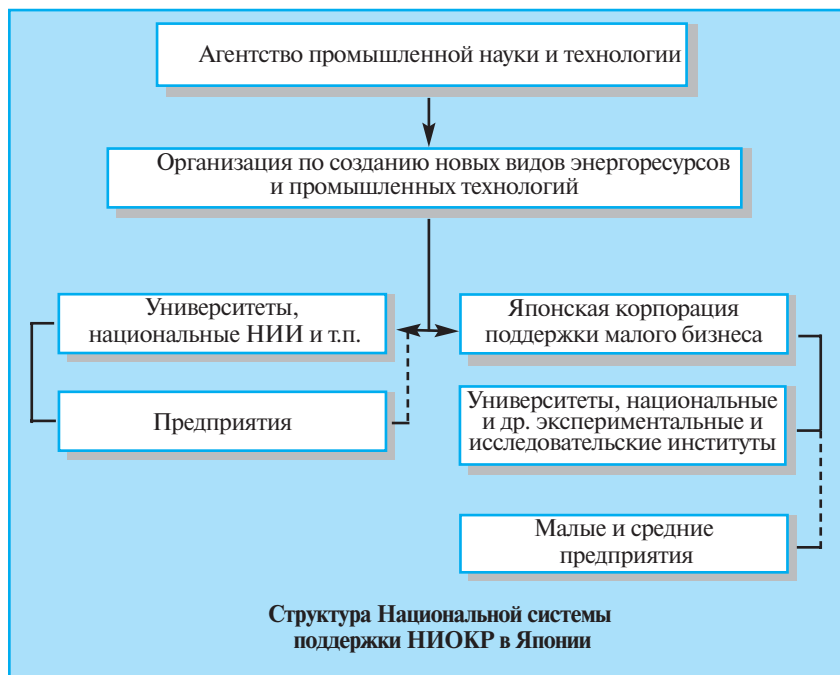 Агентство промышленной науки и технологии
Организация по созданию новых видов энергоресурсов
и промышленных технологий
Университеты,
национальные НИИ и т.п.
Предприятия
Японская корпорация
поддержки малого бизнеса
Университеты, национальные
и др. экспериментальные и
исследовательские институты
Малые и средние
предприятия
Структура Национальной системы
поддержки НИОКР в Японии